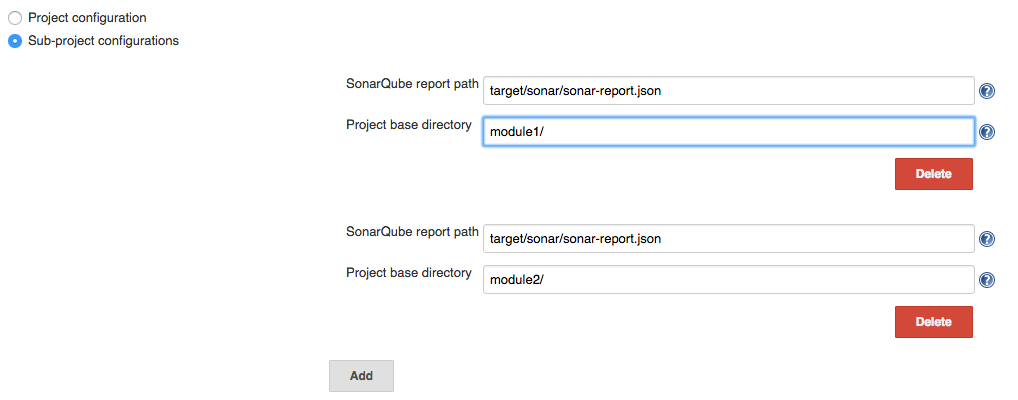 Project configuration
Sub-project configurations
SonarQube report path target/sonar/sonar-report.json ?
Project base directory module1/ ?
Delete
SonarQube report path target/sonar/sonar-report.json ?
Project base directory module2/ ?
Delete
Add